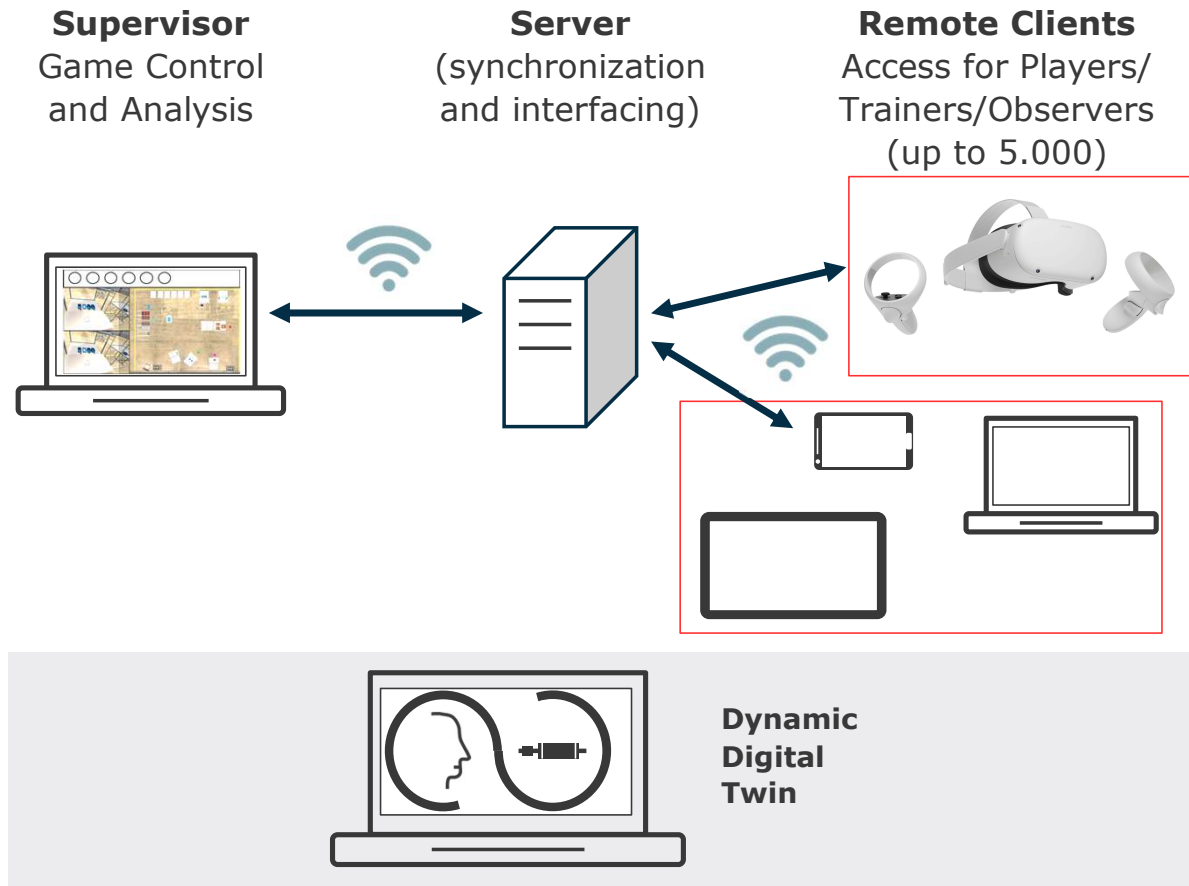 Supervisor
Game Control
and Analysis
Server
(synchronization
and interfacing)
Remote Clients
Access for Players/
Trainers/Observers
(up to 5.000)
Dynamic
Digital
Twin